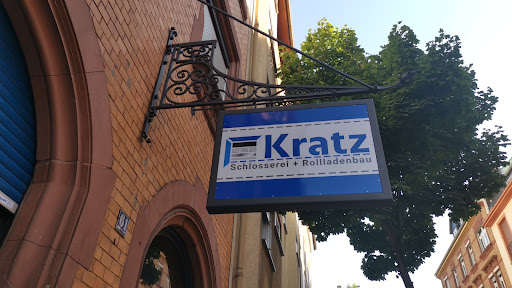 Kratz
Schlosserei + Rollladenbau